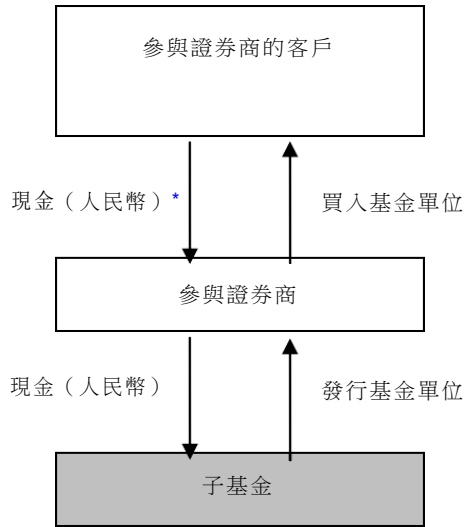 參與證券商的客戶
現金（人民幣）*
買入基金單位
參與證券商
現金（人民幣）
發行基金單位
子基金